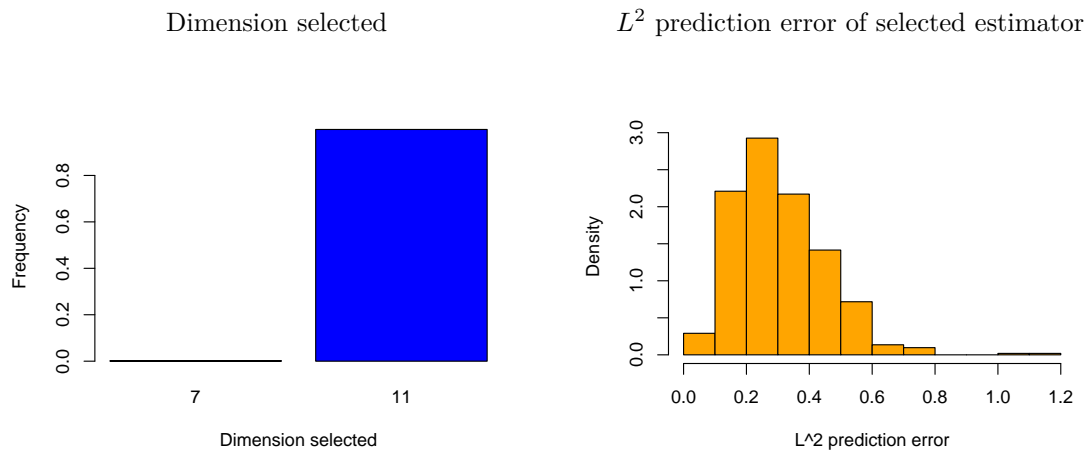 Dimension selected
L² prediction error of selected estimator
Frequency
0.0 0.2 0.4 0.6 0.8
7 11
Dimension selected
Density
0.0 1.0 2.0 3.0
0.0 0.2 0.4 0.6 0.8 1.0 1.2
L^2 prediction error